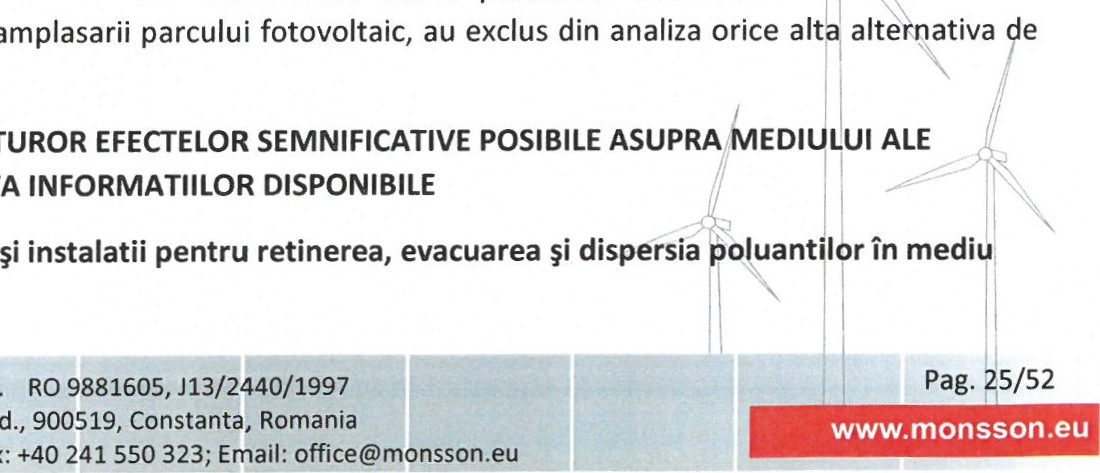 amplasarii parcului fotovoltaic, au exclus din analiza orice alta alternativa de
TUROR EFECTELOR SEMNIFICATIVE POSIBILE ASUPRA MEDIULUI ALE
TA INFORMATIILOR DISPONIBILE
şi instalatii pentru retinerea, evacuarea şi dispersia poluantilor în mediu
. RO 9881605, J13/2440/1997
Pag. 25/52
d., 900519, Constanta, Romania
www.monsson.eu
x: +40 241 550 323; Email: office@monsson.eu